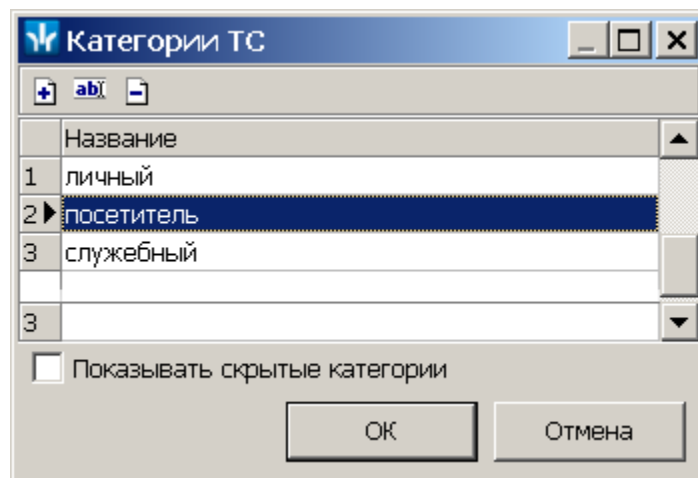 Категории ТС
abI
Название
1 личный
2 посетитель
3 служебный
3
Показывать скрытые категории
ОК Отмена